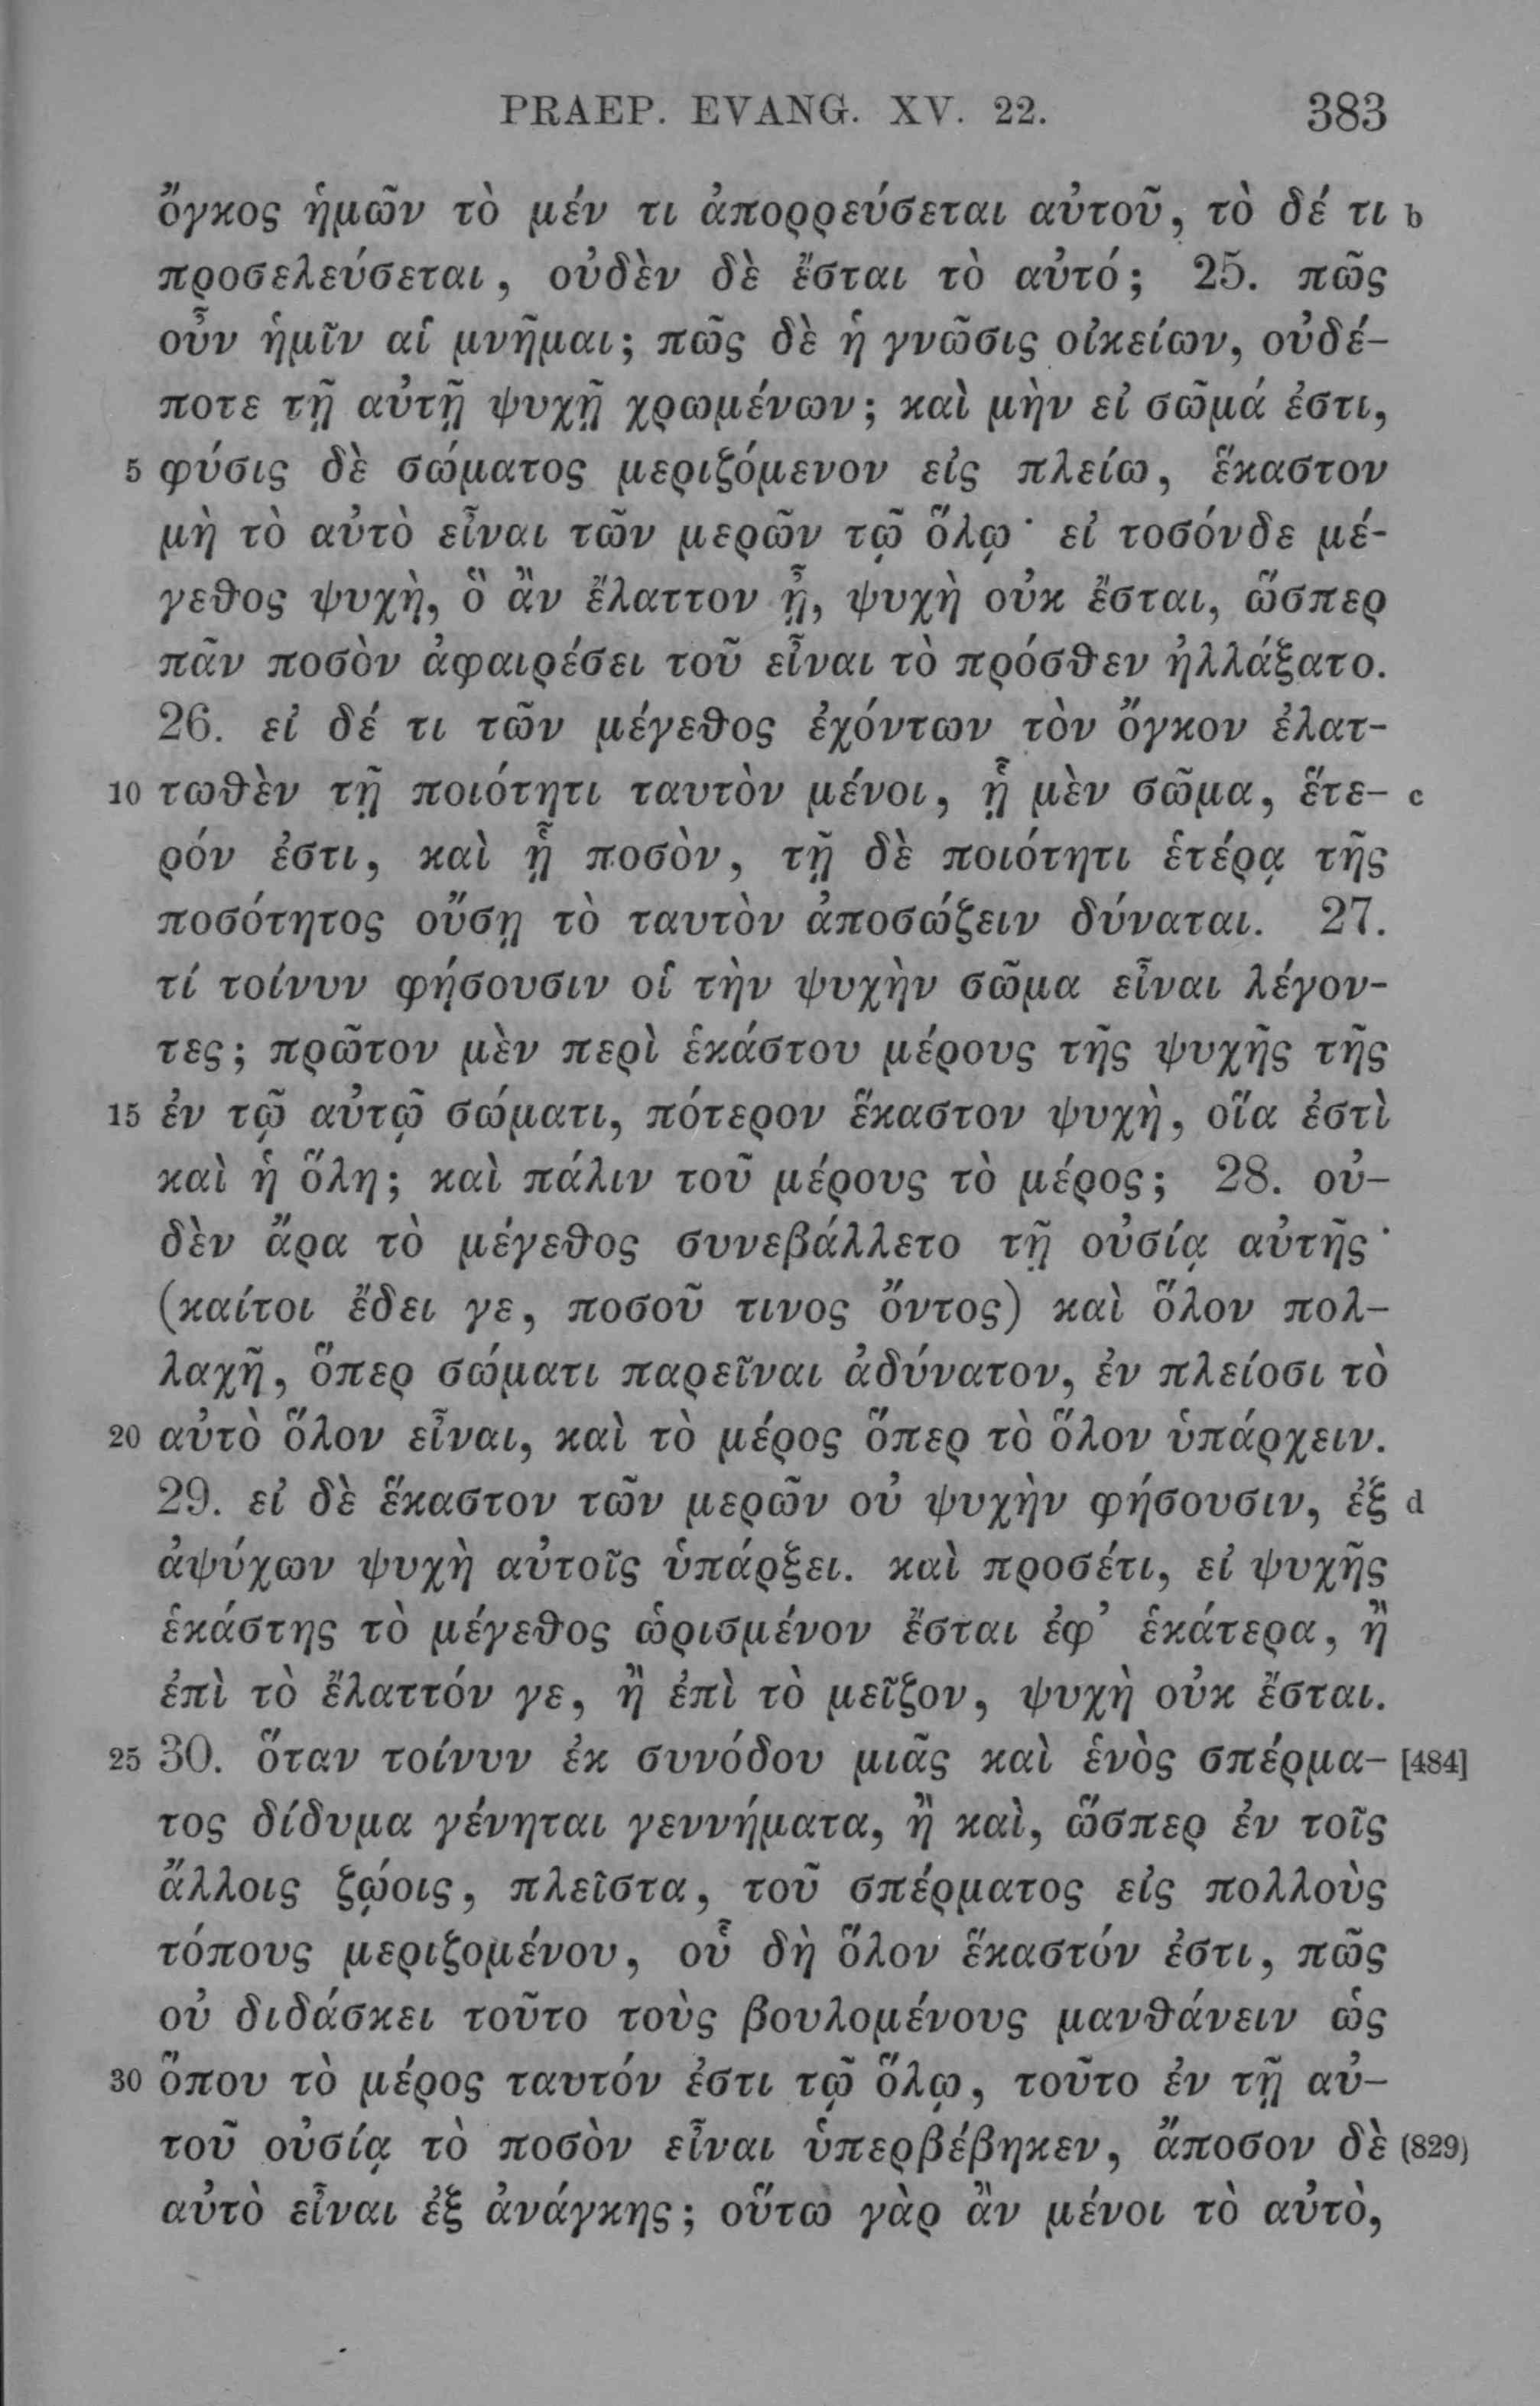 PRAEP. EVANG. XV. 22. 383
ὄγκος ἡμῶν τὸ μέν τι ἀπορρεύσεται αὐτοῦ, τὸ δέ τι b
προσελεύσεται, οὐδὲν δὲ ἔσται τὸ αὐτό; 25. πῶς
οὖν ἡμῖν αἱ μνῆμαι; πῶς δὲ ἡ γνῶσις οἰκείων, οὐδέ-
ποτε τῇ αὐτῇ ψυχῇ χρωμένων; καὶ μὴν εἰ σῶμά ἐστι,
5 φύσις δὲ σώματος μεριζόμενον εἰς πλείω, ἕκαστον
μὴ τὸ αὐτὸ εἶναι τῶν μερῶν τῷ ὅλῳ· εἰ τοσόνδε μέ-
γεθος ψυχὴ, ὃ ἂν ἔλαττον ᾖ, ψυχὴ οὐκ ἔσται, ὥσπερ
πᾶν ποσὸν ἀφαιρέσει τοῦ εἶναι τὸ πρόσθεν ἠλλάξατο.
26. εἰ δέ τι τῶν μέγεθος ἐχόντων τὸν ὄγκον ἐλατ-
10 τωθὲν τῇ ποιότητι ταυτὸν μένοι, ᾗ μὲν σῶμα, ἕτε- c
ρόν ἐστι, καὶ ᾗ ποσὸν, τῇ δὲ ποιότητι ἑτέρᾳ τῆς
ποσότητος οὔσῃ τὸ ταυτὸν ἀποσώζειν δύναται. 27.
τί τοίνυν φήσουσιν οἱ τὴν ψυχὴν σῶμα εἶναι λέγον-
τες; πρῶτον μὲν περὶ ἑκάστου μέρους τῆς ψυχῆς τῆς
15 ἐν τῷ αὐτῷ σώματι, πότερον ἕκαστον ψυχὴ, οἵα ἐστὶ
καὶ ἡ ὅλη; καὶ πάλιν τοῦ μέρους τὸ μέρος; 28. οὐ-
δὲν ἄρα τὸ μέγεθος συνεβάλλετο τῇ οὐσίᾳ αὐτῆς·
(καίτοι ἔδει γε, ποσοῦ τινος ὄντος) καὶ ὅλον πολ-
λαχῆ, ὅπερ σώματι παρεῖναι ἀδύνατον, ἐν πλείοσι τὸ
20 αὐτὸ ὅλον εἶναι, καὶ τὸ μέρος ὅπερ τὸ ὅλον ὑπάρχειν.
29. εἰ δὲ ἕκαστον τῶν μερῶν οὐ ψυχὴν φήσουσιν, ἐξ d
ἀψύχων ψυχὴ αὐτοῖς ὑπάρξει. καὶ προσέτι, εἰ ψυχῆς
ἑκάστης τὸ μέγεθος ὡρισμένον ἔσται ἐφ’ ἑκάτερα, ἢ
ἐπὶ τὸ ἔλαττόν γε, ἢ ἐπὶ τὸ μεῖζον, ψυχὴ οὐκ ἔσται.
25 30. ὅταν τοίνυν ἐκ συνόδου μιᾶς καὶ ἑνὸς σπέρμα- [484]
τος δίδυμα γένηται γεννήματα, ἢ καὶ, ὥσπερ ἐν τοῖς
ἄλλοις ζῴοις, πλεῖστα, τοῦ σπέρματος εἰς πολλοὺς
τόπους μεριζομένου, οὗ δὴ ὅλον ἕκαστόν ἐστι, πῶς
οὐ διδάσκει τοῦτο τοὺς βουλομένους μανθάνειν ὡς
30 ὅπου τὸ μέρος ταυτόν ἐστι τῷ ὅλῳ, τοῦτο ἐν τῇ αὐ-
τοῦ οὐσίᾳ τὸ ποσὸν εἶναι ὑπερβέβηκεν, ἄποσον δὲ (829)
αὐτὸ εἶναι ἐξ ἀνάγκης; οὕτω γὰρ ἂν μένοι τὸ αὐτὸ,